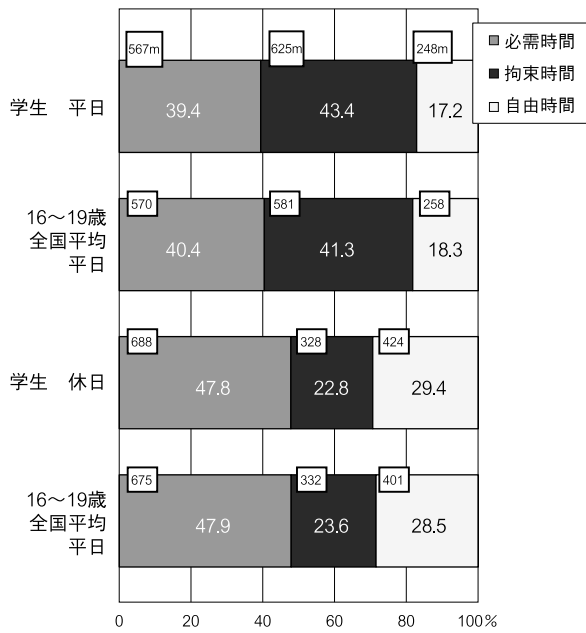 必需時間
拘束時間
自由時間
567m 625m 248m
学生 平日
39.4 43.4 17.2
570 581 258
16～19歳
全国平均
平日
40.4 41.3 18.3
688 328 424
学生 休日
47.8 22.8 29.4
675 332 401
16～19歳
全国平均
平日
47.9 23.6 28.5
0 20 40 60 80 100%